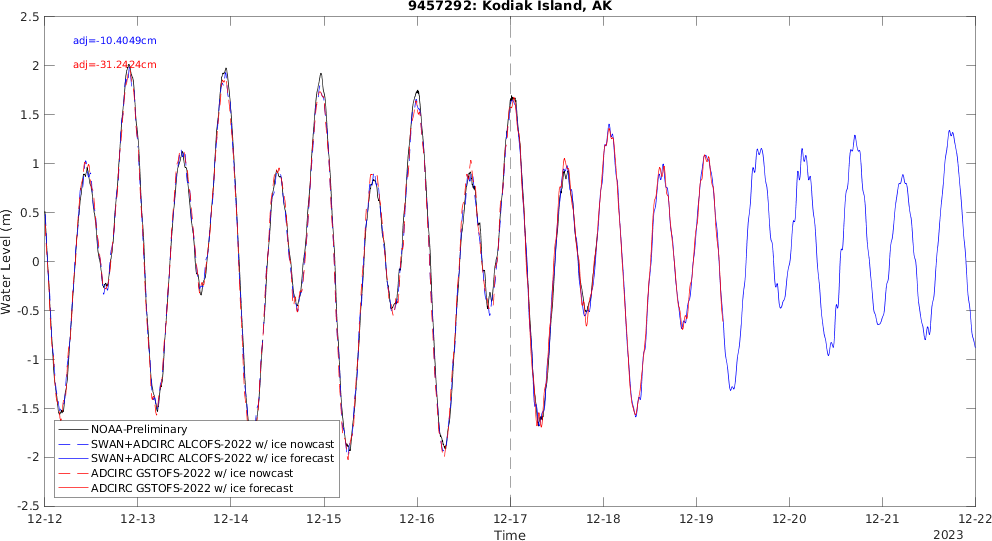 9457292: Kodiak Island, AK
adj=-10.4049cm
adj=-31.2424cm
Water Level (m)
2.5
2
1.5
1
0.5
0
-0.5
-1
-1.5
-2
-2.5
NOAA-Preliminary
SWAN+ADCIRC ALCOFS-2022 w/ ice nowcast
SWAN+ADCIRC ALCOFS-2022 w/ ice forecast
ADCIRC GSTOFS-2022 w/ ice nowcast
ADCIRC GSTOFS-2022 w/ ice forecast
12-12 12-13 12-14 12-15 12-16 12-17 12-18 12-19 12-20 12-21 12-22
Time
2023